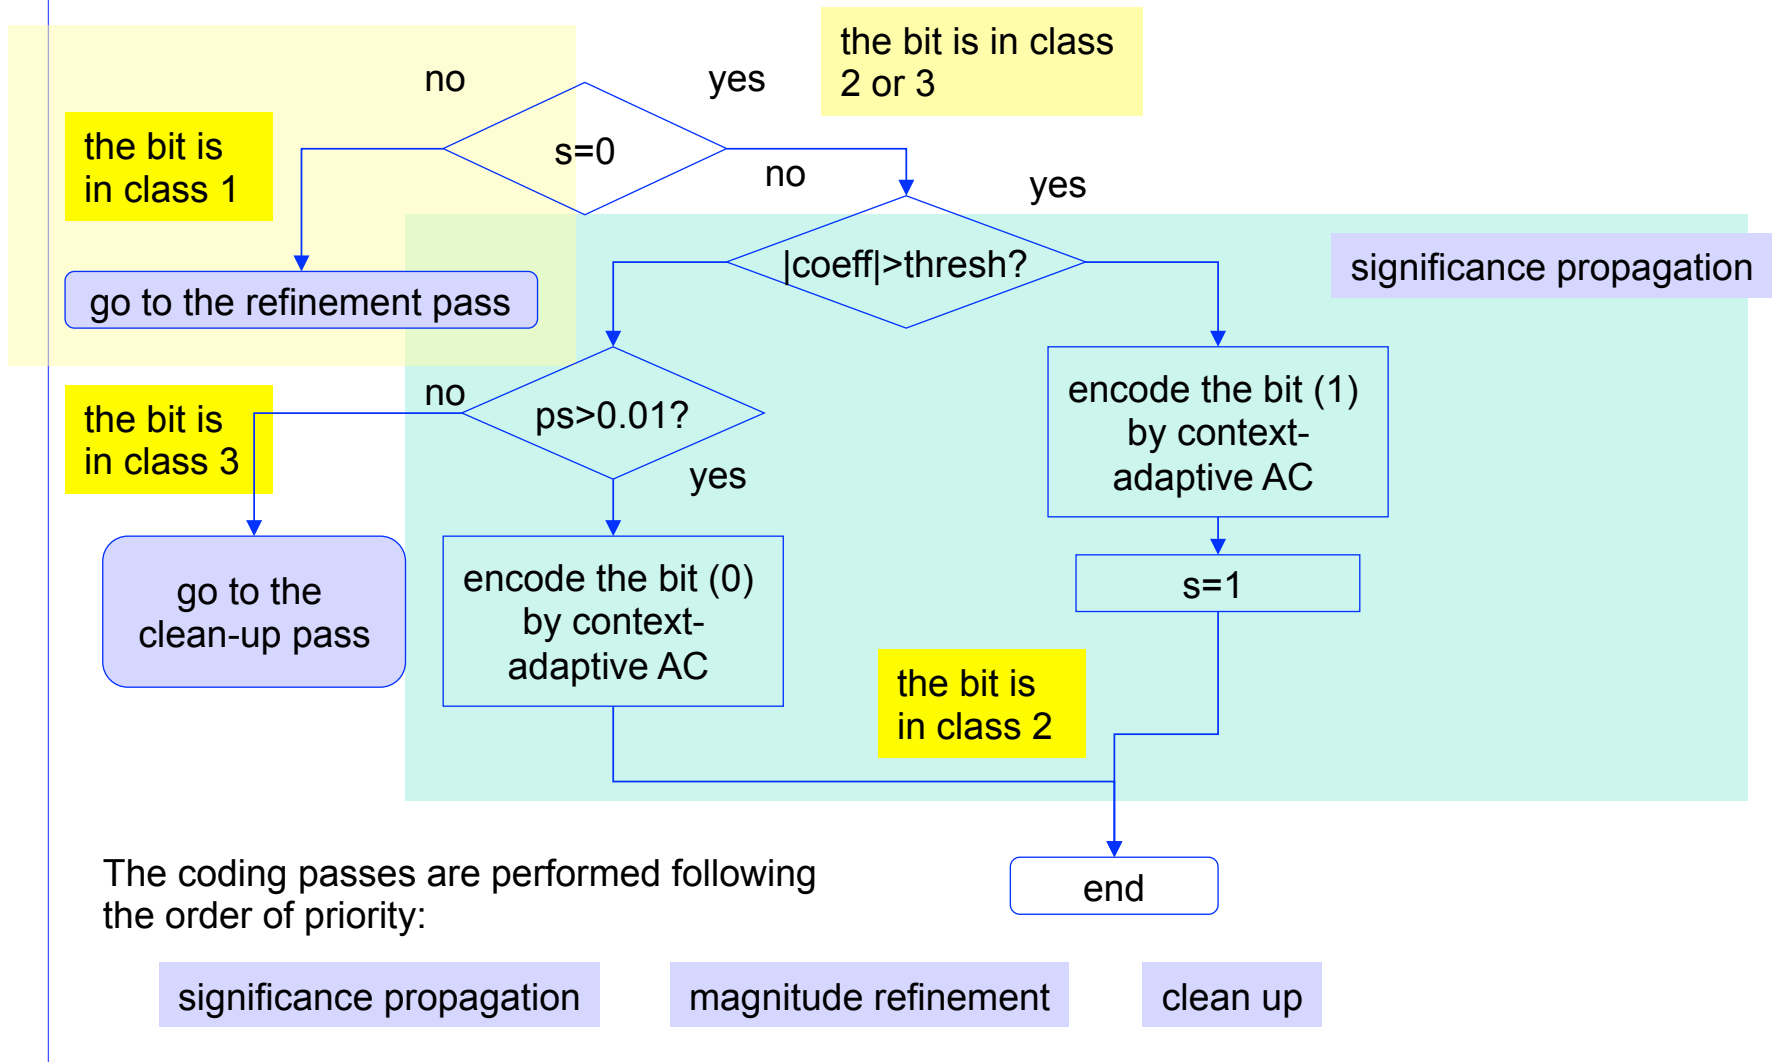 the bit is in class
2 or 3
no
yes
the bit is
in class 1
s=0
no
yes
|coeff|>thresh?
significance propagation
go to the refinement pass
the bit is
in class 3
no
ps>0.01?
yes
encode the bit (1)
by context-
adaptive AC
go to the
clean-up pass
encode the bit (0)
by context-
adaptive AC
s=1
the bit is
in class 2
The coding passes are performed following
the order of priority:
end
significance propagation
magnitude refinement
clean up